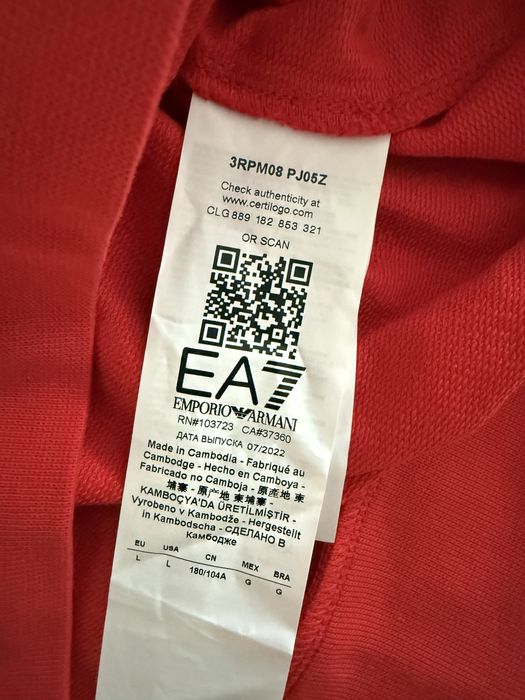 3RPM08 PJ05Z
Check authenticity at
www.certilogo.com
CLG 889 182 853 321
OR SCAN
EA7
EMPORIO ARMANI
RN#103723 CA#37360
ДАТА ВЫПУСКА 07/2022
Made in Cambodia - Fabriqué au
Cambodge - Hecho en Camboya -
Fabricado no Camboja - 原産地 柬
埔寨 - 原产地 柬埔寨 -
KAMBOÇYA'DA ÜRETİLMİŞTİR -
Vyrobeno v Kambodže - Hergestellt
in Kambodscha - СДЕЛАНО В
Камбодже
EU USA CN MEX BRA
L L 180/104A G G